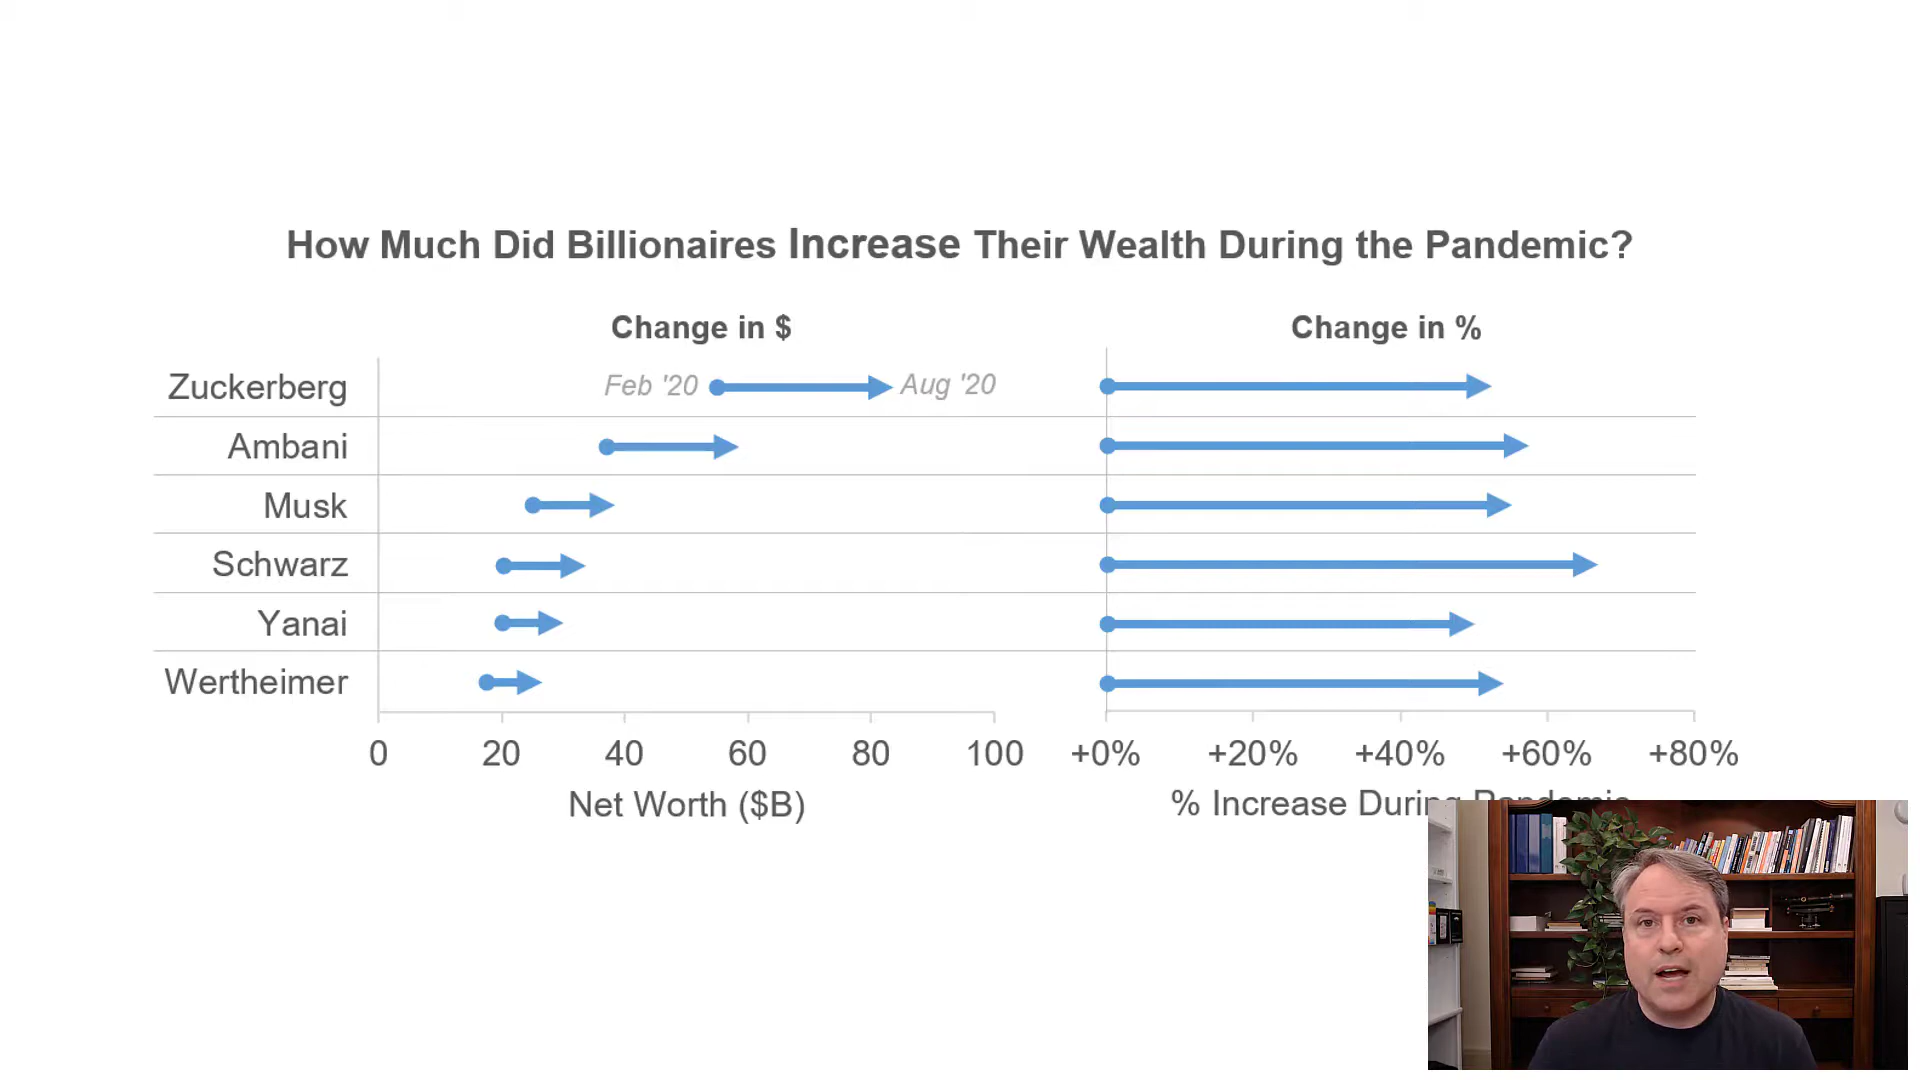 How Much Did Billionaires Increase Their Wealth During the Pandemic?
Change in $
Change in %
Zuckerberg
Feb '20
Aug '20
Ambani
Musk
Schwarz
Yanai
Wertheimer
0 20 40 60 80 100
+0% +20% +40% +60% +80%
Net Worth ($B)
% Increase During Pandemic